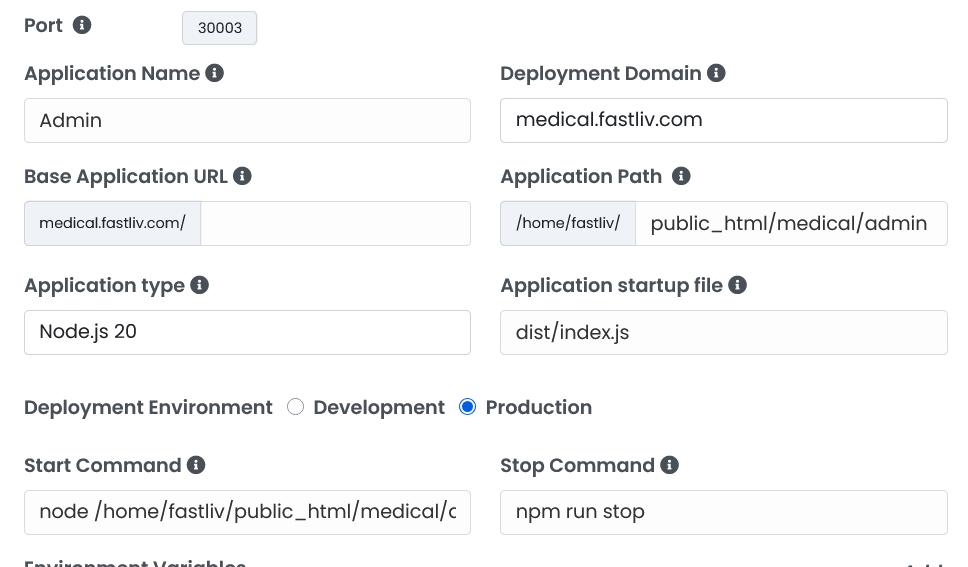 Port
30003
Application Name
Deployment Domain
Admin
medical.fastliv.com
Base Application URL
Application Path
medical.fastliv.com/
/home/fastliv/
public_html/medical/admin
Application type
Application startup file
Node.js 20
dist/index.js
Deployment Environment
Development
Production
Start Command
Stop Command
node /home/fastliv/public_html/medical/
npm run stop
Environment Variables